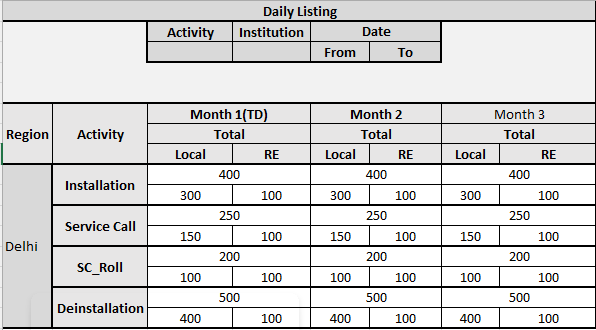 Daily Listing
Activity Institution Date
From To
Month 1(TD) Month 2 Month 3
Region Activity Total Total Total
Local RE Local RE Local RE
Delhi Installation 400 400 400
300 100 300 100 300 100
Service Call 250 250 250
150 100 150 100 150 100
SC_Roll 200 200 200
100 100 100 100 100 100
Deinstallation 500 500 500
400 100 400 100 400 100